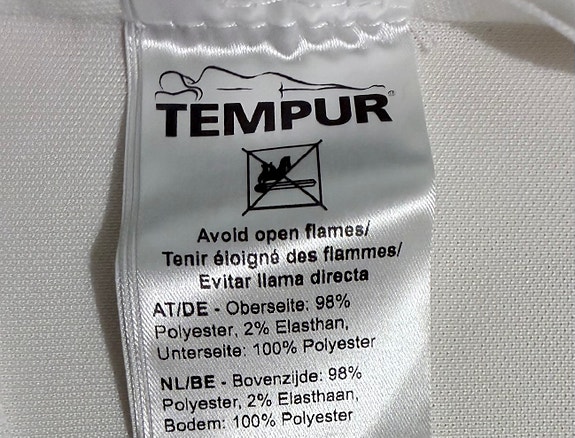 TEMPUR®
Avoid open flames/
Tenir éloigné des flammes/
Evitar llama directa
AT/DE - Oberseite: 98%
Polyester, 2% Elasthan,
Unterseite: 100% Polyester
NL/BE - Bovenzijde: 98%
Polyester, 2% Elasthaan,
Bodem: 100% Polyester